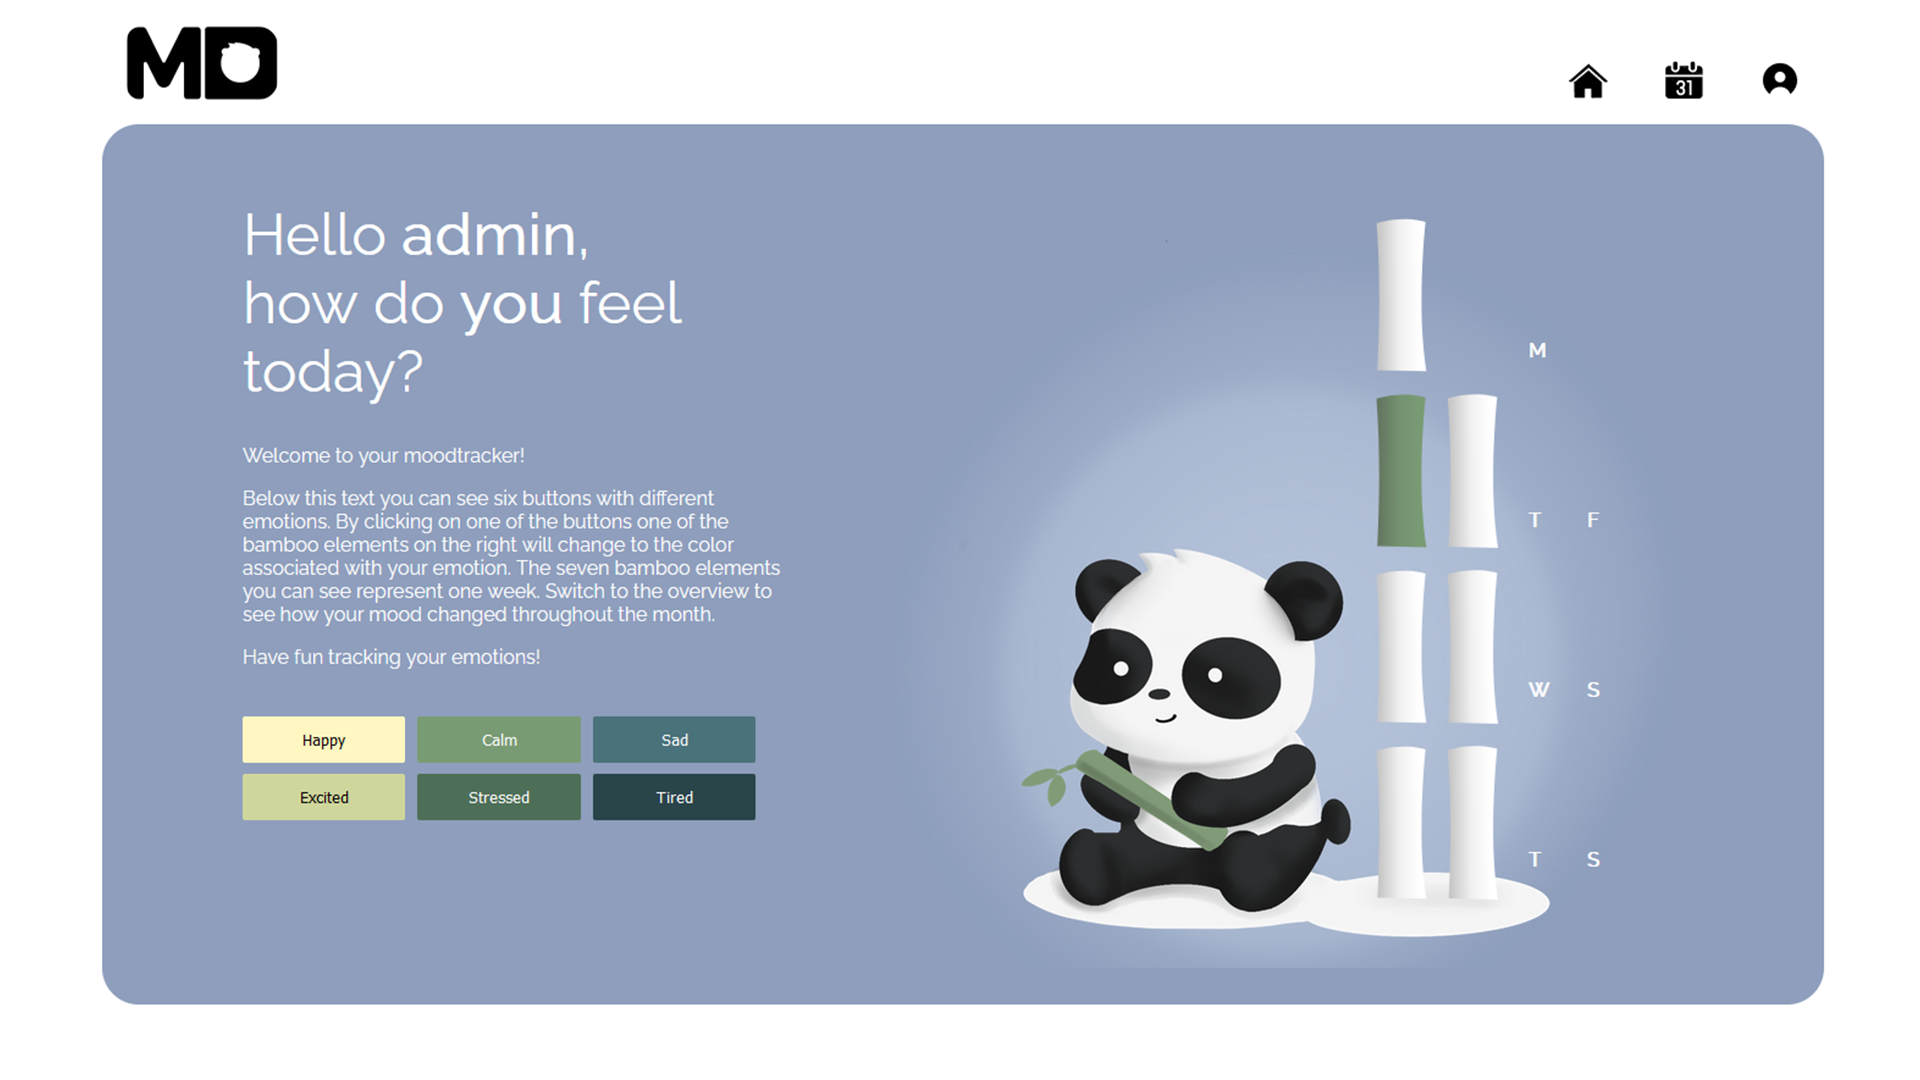 MD
31
Hello admin,
how do you feel
today?
Welcome to your moodtracker!
Below this text you can see six buttons with different
emotions. By clicking on one of the buttons one of the
bamboo elements on the right will change to the color
associated with your emotion. The seven bamboo elements
you can see represent one week. Switch to the overview to
see how your mood changed throughout the month.
Have fun tracking your emotions!
Happy Calm Sad
Excited Stressed Tired
M
T F
W S
T S